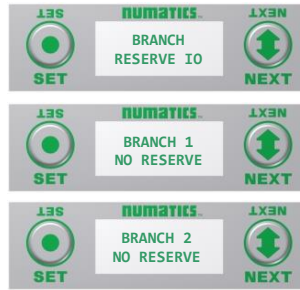 SET numatics NEXT
BRANCH
RESERVE IO
SET NEXT
SET numatics NEXT
BRANCH 1
NO RESERVE
SET NEXT
SET numatics NEXT
BRANCH 2
NO RESERVE
SET NEXT